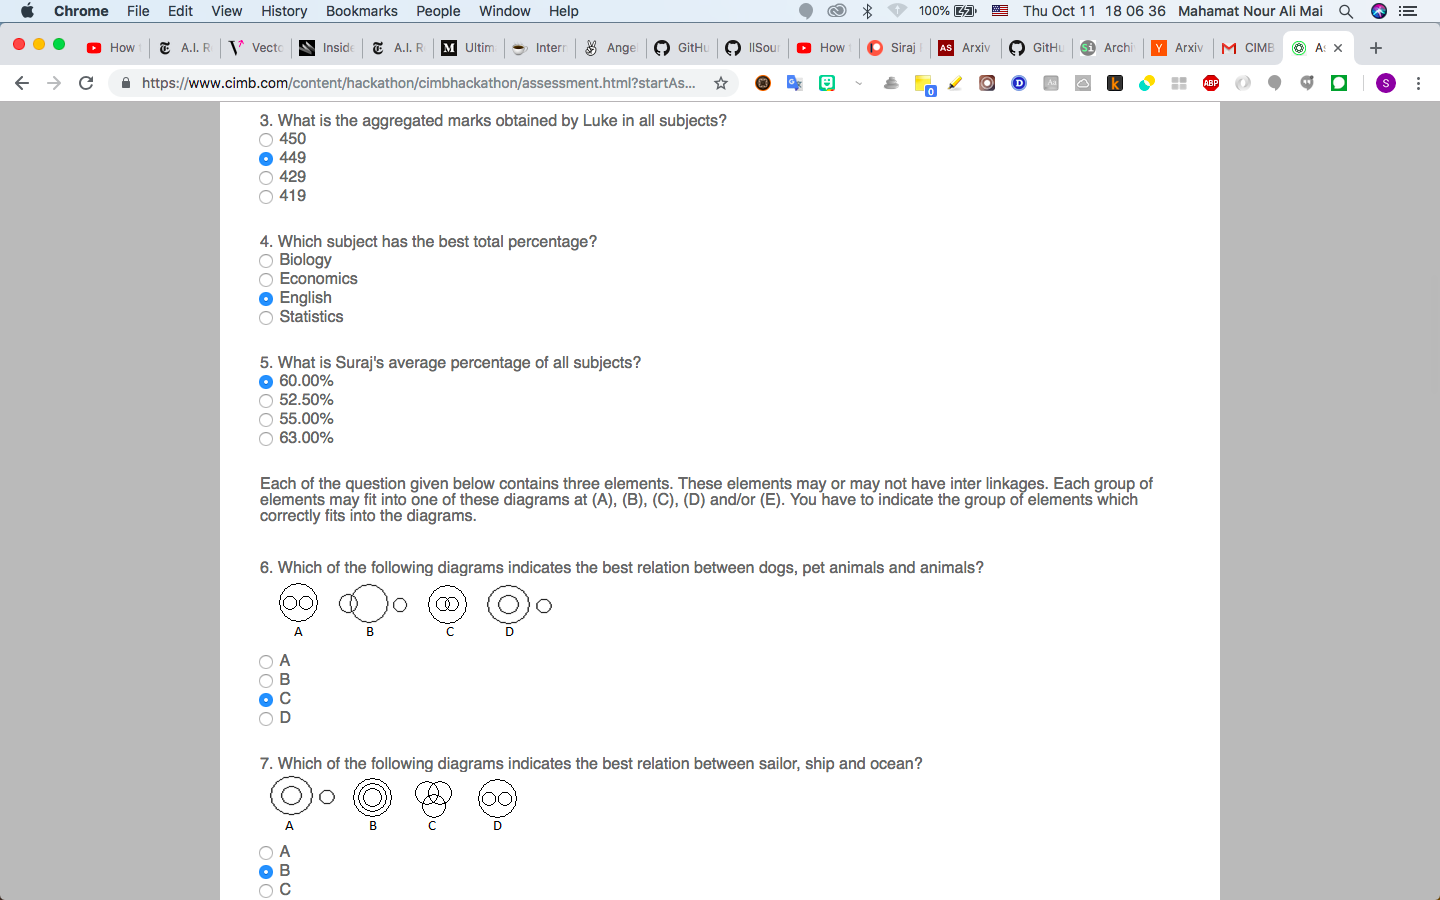 Chrome File Edit View History Bookmarks People Window Help 100% Thu Oct 11 18 06 36 Mahamat Nour Ali Mai
How A.I. R Vecto Inside A.I. R Ultim Intern Ange GitHu IlSour How Siraj Arxiv GitHu Archi Arxiv CIMB As
https://www.cimb.com/content/hackathon/cimbhackathon/assessment.html?startAs...
3. What is the aggregated marks obtained by Luke in all subjects?
450
449
429
419
4. Which subject has the best total percentage?
Biology
Economics
English
Statistics
5. What is Suraj's average percentage of all subjects?
60.00%
52.50%
55.00%
63.00%
Each of the question given below contains three elements. These elements may or may not have inter linkages. Each group of
elements may fit into one of these diagrams at (A), (B), (C), (D) and/or (E). You have to indicate the group of elements which
correctly fits into the diagrams.
6. Which of the following diagrams indicates the best relation between dogs, pet animals and animals?
A B C D
A
B
C
D
7. Which of the following diagrams indicates the best relation between sailor, ship and ocean?
A B C D
A
B
C